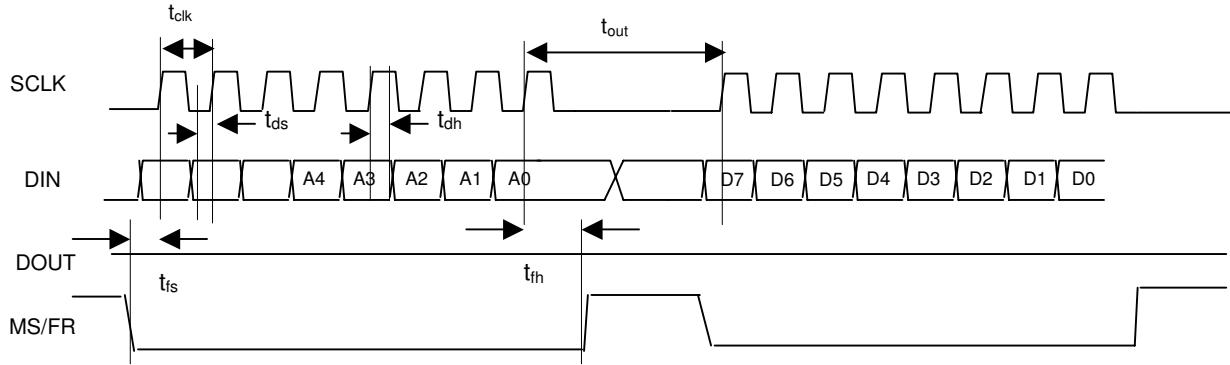 tclk
tout
SCLK
tds
tdh
DIN
A4 A3 A2 A1 A0 D7 D6 D5 D4 D3 D2 D1 D0
DOUT
tfs
tfh
MS/FR